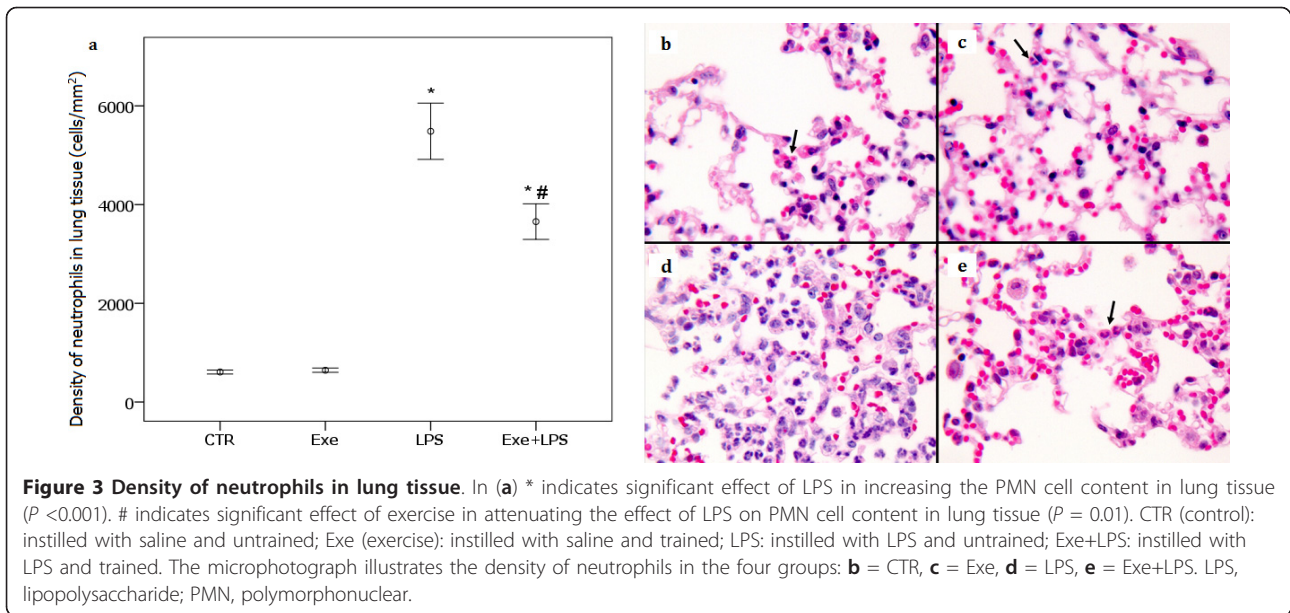 a
Density of neutrophils in lung tissue (cells/mm²)
6000
4000
2000
0
*
* #
CTR Exe LPS Exe+LPS
b
c
d
e
Figure 3 Density of neutrophils in lung tissue. In (a) * indicates significant effect of LPS in increasing the PMN cell content in lung tissue
(P <0.001). # indicates significant effect of exercise in attenuating the effect of LPS on PMN cell content in lung tissue (P = 0.01). CTR (control):
instilled with saline and untrained; Exe (exercise): instilled with saline and trained; LPS: instilled with LPS and untrained; Exe+LPS: instilled with
LPS and trained. The microphotograph illustrates the density of neutrophils in the four groups: b = CTR, c = Exe, d = LPS, e = Exe+LPS. LPS,
lipopolysaccharide; PMN, polymorphonuclear.